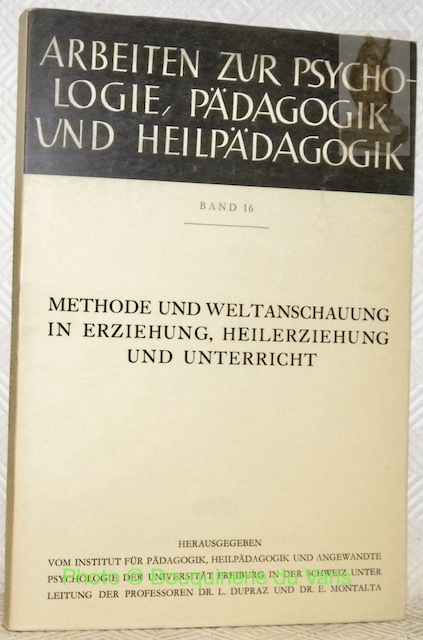 ARBEITEN ZUR PSYCHO-
LOGIE, PÄDAGOGIK
UND HEILPÄDAGOGIK
BAND 16
METHODE UND WELTANSCHAUUNG
IN ERZIEHUNG, HEILERZIEHUNG
UND UNTERRICHT
HERAUSGEGEBEN
VOM INSTITUT FÜR PÄDAGOGIK, HEILPÄDAGOGIK UND ANGEWANDTE
PSYCHOLOGIE DER UNIVERSITÄT FREIBURG IN DER SCHWEIZ UNTER
LEITUNG DER PROFESSOREN DR. L. DUPRAZ UND DR. E. MONTALTA
Photo © Bouquinerie du Varis